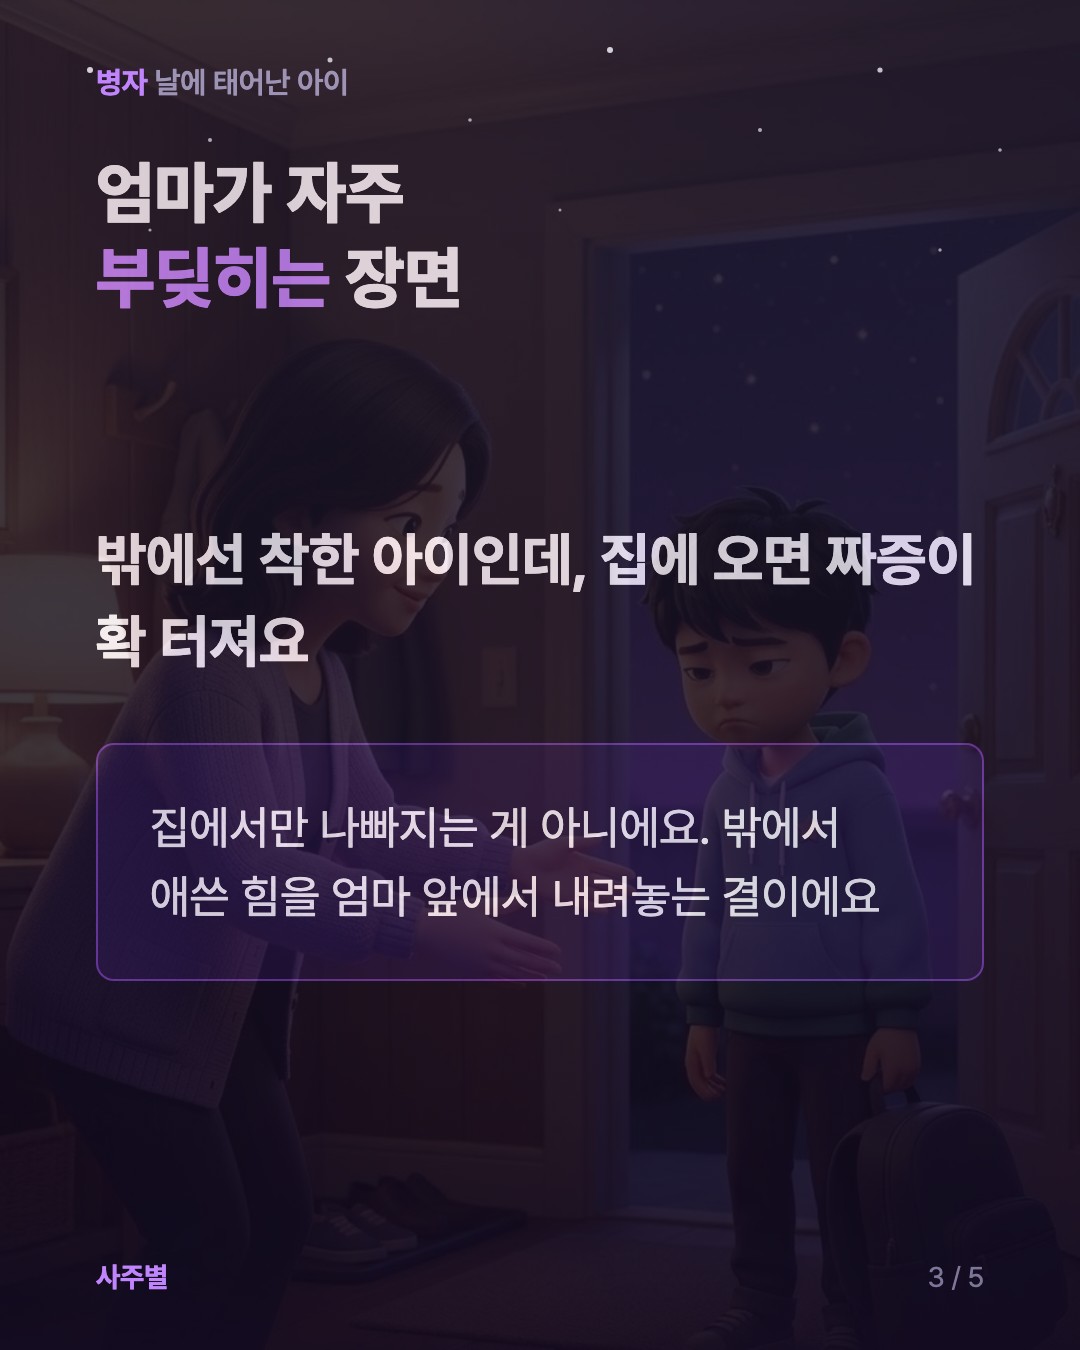 병자 날에 태어난 아이
엄마가 자주
부딪히는 장면
밖에선 착한 아이인데, 집에 오면 짜증이
확 터져요
집에서만 나빠지는 게 아니에요. 밖에서
애쓴 힘을 엄마 앞에서 내려놓는 결이에요
사주별
3 / 5